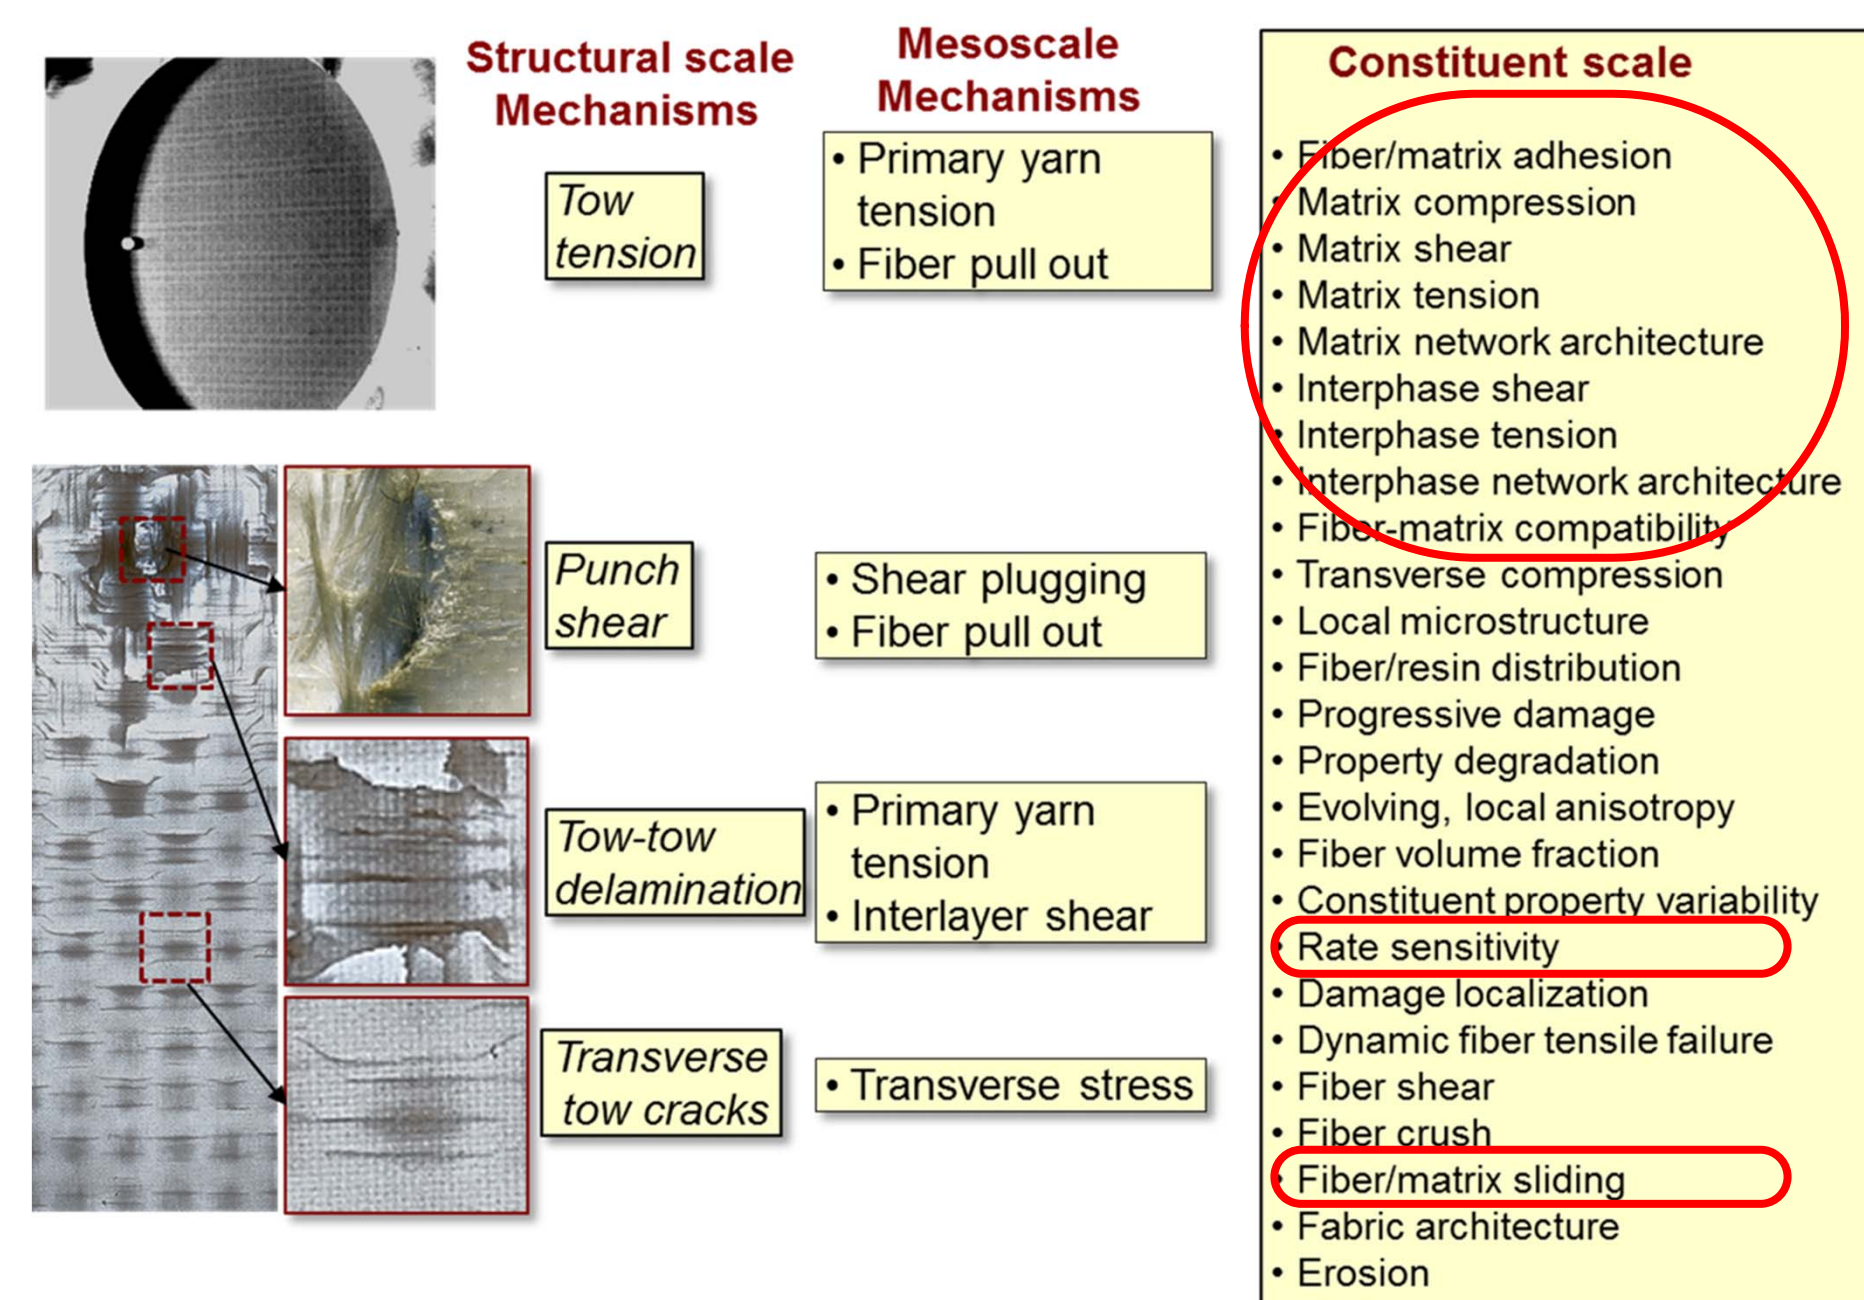 Structural scale
Mechanisms
Mesoscale
Mechanisms
Constituent scale
Tow
tension
• Primary yarn
tension
• Fiber pull out
Punch
shear
• Shear plugging
• Fiber pull out
Tow-tow
delamination
• Primary yarn
tension
• Interlayer shear
Transverse
tow cracks
• Transverse stress
• Fiber/matrix adhesion
• Matrix compression
• Matrix shear
• Matrix tension
• Matrix network architecture
• Interphase shear
• Interphase tension
• Interphase network architecture
• Fiber-matrix compatibility
• Transverse compression
• Local microstructure
• Fiber/resin distribution
• Progressive damage
• Property degradation
• Evolving, local anisotropy
• Fiber volume fraction
• Constituent property variability
• Rate sensitivity
• Damage localization
• Dynamic fiber tensile failure
• Fiber shear
• Fiber crush
• Fiber/matrix sliding
• Fabric architecture
• Erosion